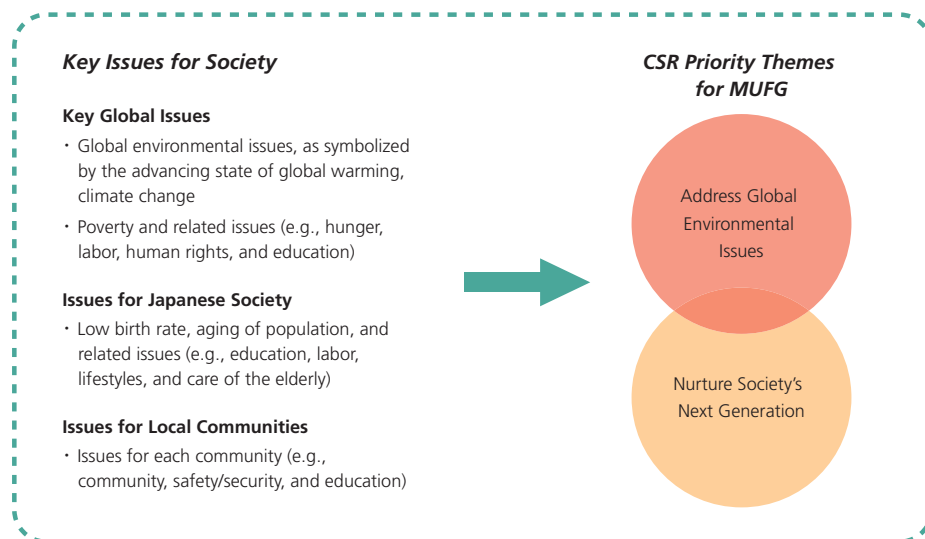 Key Issues for Society
Key Global Issues
・Global environmental issues, as symbolized
by the advancing state of global warming,
climate change
・Poverty and related issues (e.g., hunger,
labor, human rights, and education)
Issues for Japanese Society
・Low birth rate, aging of population, and
related issues (e.g., education, labor,
lifestyles, and care of the elderly)
Issues for Local Communities
・Issues for each community (e.g.,
community, safety/security, and education)
CSR Priority Themes
for MUFG
Address Global
Environmental
Issues
Nurture Society’s
Next Generation